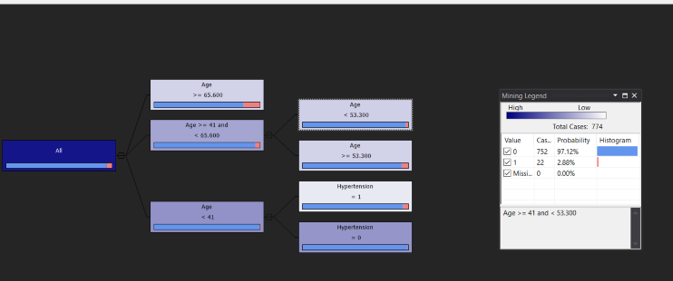 All
Age
>= 65.600
Age >= 41 and
< 65.600
Age
< 41
Age
< 53.300
Age
>= 53.300
Hypertension
= 1
Hypertension
= 0
Mining Legend
High Low
Total Cases: 774
Value Cas... Probability Histogram
0 752 97.12%
1 22 2.88%
Missi... 0 0.00%
Age >= 41 and < 53.300